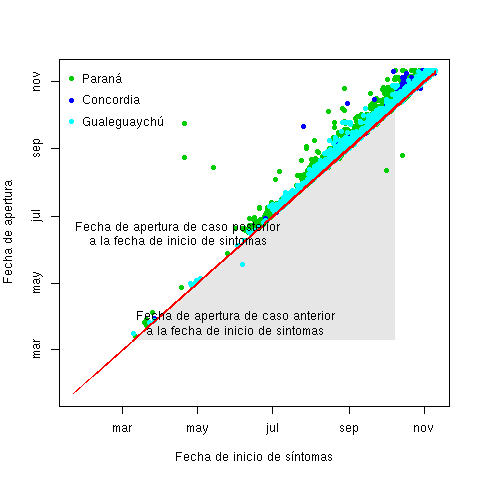 Paraná
Concordia
Gualeguaychú
Fecha de apertura de caso posterior
a la fecha de inicio de sintomas
Fecha de apertura de caso anterior
a la fecha de inicio de sintomas
nov
sep
jul
may
mar
Fecha de apertura
mar
may
jul
sep
nov
Fecha de inicio de síntomas